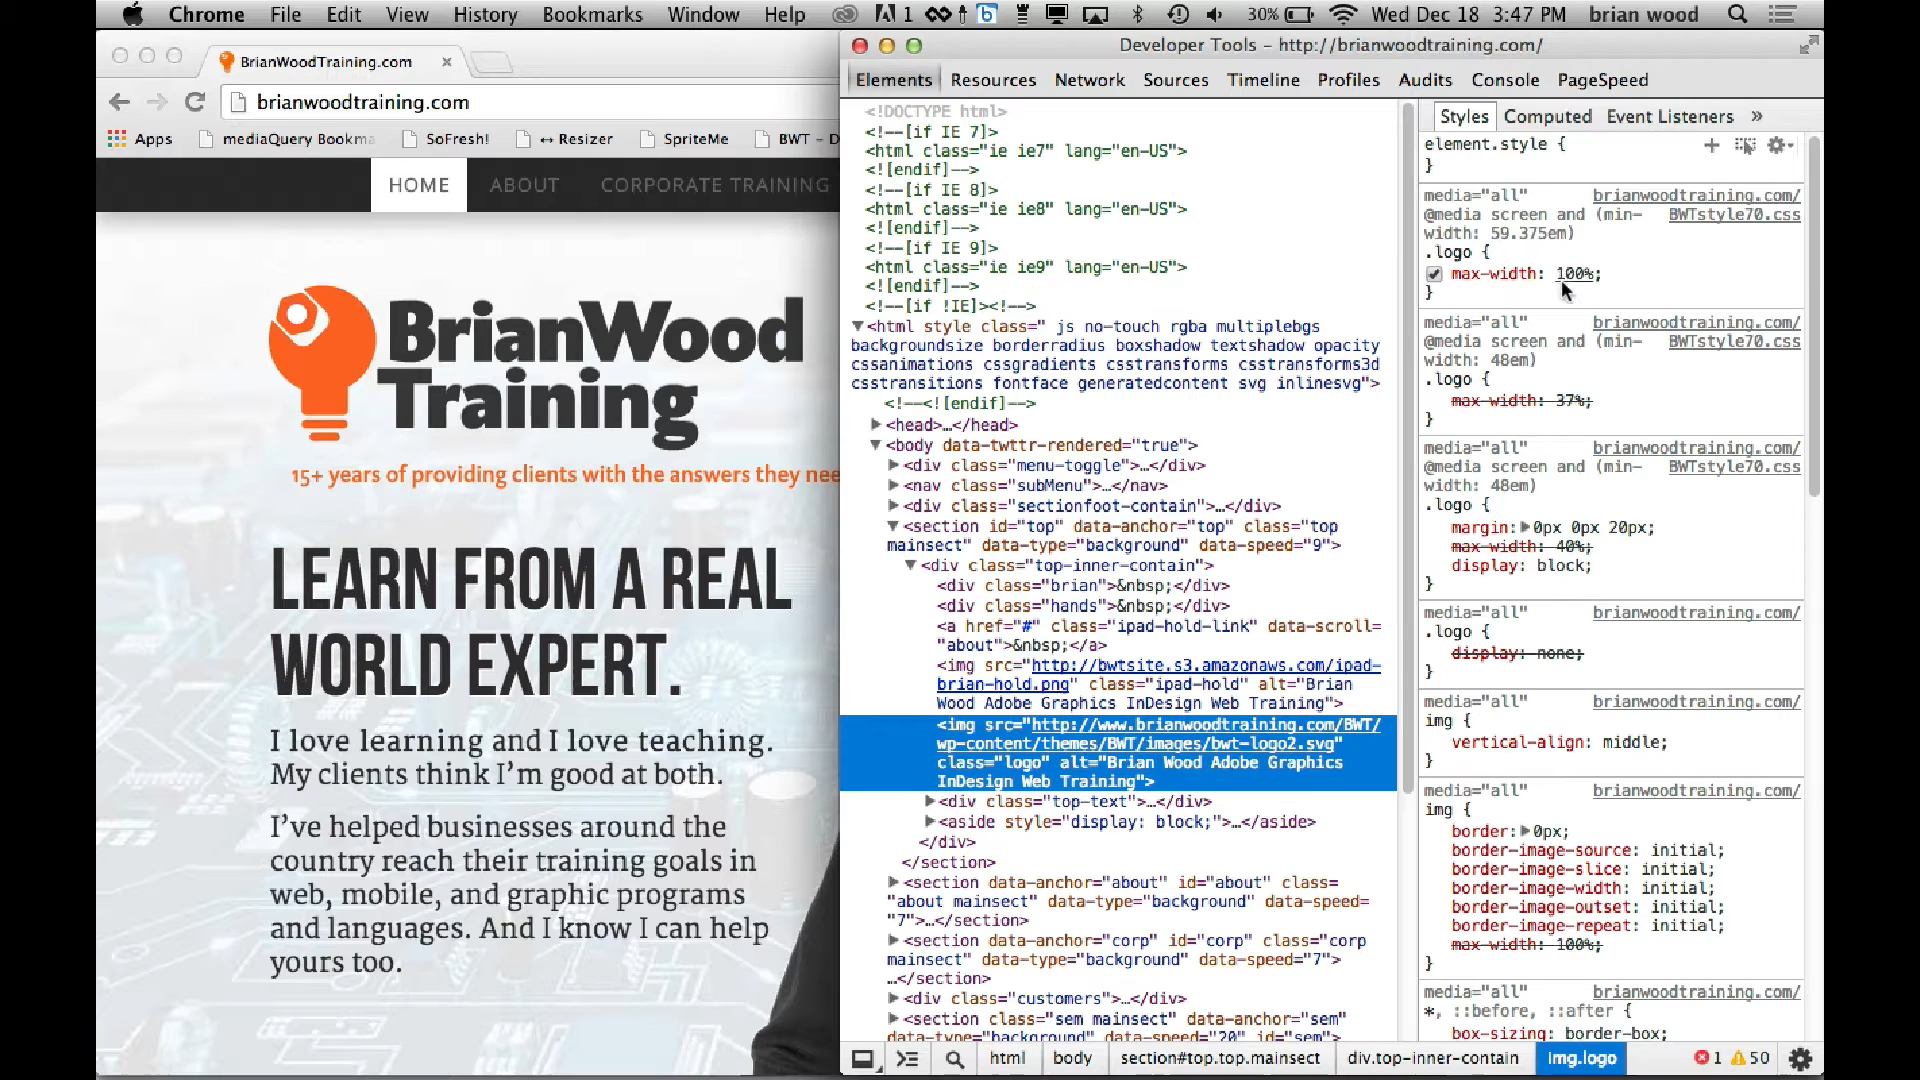 Chrome File Edit View History Bookmarks Window Help 1 30% Wed Dec 18 3:47 PM brian wood
BrianWoodTraining.com
brianwoodtraining.com
Apps mediaQuery Bookma SoFresh! ↔ Resizer SpriteMe BWT – D
HOME ABOUT CORPORATE TRAINING
BrianWood
Training
15+ years of providing clients with the answers they nee
LEARN FROM A REAL
WORLD EXPERT.
I love learning and I love teaching.
My clients think I'm good at both.
I've helped businesses around the
country reach their training goals in
web, mobile, and graphic programs
and languages. And I know I can help
yours too.
Developer Tools - http://brianwoodtraining.com/
Elements Resources Network Sources Timeline Profiles Audits Console PageSpeed
<!DOCTYPE html>
<!--[if IE 7]>
<html class="ie ie7" lang="en-US">
<![endif]-->
<!--[if IE 8]>
<html class="ie ie8" lang="en-US">
<![endif]-->
<!--[if IE 9]>
<html class="ie ie9" lang="en-US">
<![endif]-->
<!--[if !IE]><!-->
<html style class=" js no-touch rgba multiplebgs
backgroundsize borderradius boxshadow textshadow opacity
cssanimations cssgradients csstransforms csstransforms3d
csstransitions fontface generatedcontent svg inlinesvg">
<!--<![endif]-->
<head>…</head>
<body data-twttr-rendered="true">
<div class="menu-toggle">…</div>
<nav class="subMenu">…</nav>
<div class="sectionfoot-contain">…</div>
<section id="top" data-anchor="top" class="top
mainsect" data-type="background" data-speed="9">
<div class="top-inner-contain">
<div class="brian">&nbsp;</div>
<div class="hands">&nbsp;</div>
<a href="#" class="ipad-hold-link" data-scroll=
"about">&nbsp;</a>
<img src="http://bwtsite.s3.amazonaws.com/ipad-
brian-hold.png" class="ipad-hold" alt="Brian
Wood Adobe Graphics InDesign Web Training">
<img src="http://www.brianwoodtraining.com/BWT/
wp-content/themes/BWT/images/bwt-logo2.svg"
class="logo" alt="Brian Wood Adobe Graphics
InDesign Web Training">
<div class="top-text">…</div>
<aside style="display: block;">…</aside>
</div>
</section>
<section data-anchor="about" id="about" class=
"about mainsect" data-type="background" data-speed=
"7">…</section>
<section data-anchor="corp" id="corp" class="corp
mainsect" data-type="background" data-speed="7">
…</section>
<div class="customers">…</div>
<section class="sem mainsect" data-anchor="sem"
data-type="background" data-speed="20" id="sem">
Styles Computed Event Listeners »
element.style {
}
media="all" brianwoodtraining.com/
@media screen and (min- BWTstyle70.css
width: 59.375em)
.logo {
max-width: 100%;
}
media="all" brianwoodtraining.com/
@media screen and (min- BWTstyle70.css
width: 48em)
.logo {
max-width: 37%;
}
media="all" brianwoodtraining.com/
@media screen and (min- BWTstyle70.css
width: 48em)
.logo {
margin: 0px 0px 20px;
max-width: 40%;
display: block;
}
media="all" brianwoodtraining.com/
.logo {
display: none;
}
media="all" brianwoodtraining.com/
img {
vertical-align: middle;
}
media="all" brianwoodtraining.com/
img {
border: 0px;
border-image-source: initial;
border-image-slice: initial;
border-image-width: initial;
border-image-outset: initial;
border-image-repeat: initial;
max-width: 100%;
}
media="all" brianwoodtraining.com/
*, ::before, ::after {
box-sizing: border-box;
html body section#top.top.mainsect div.top-inner-contain img.logo 1 50